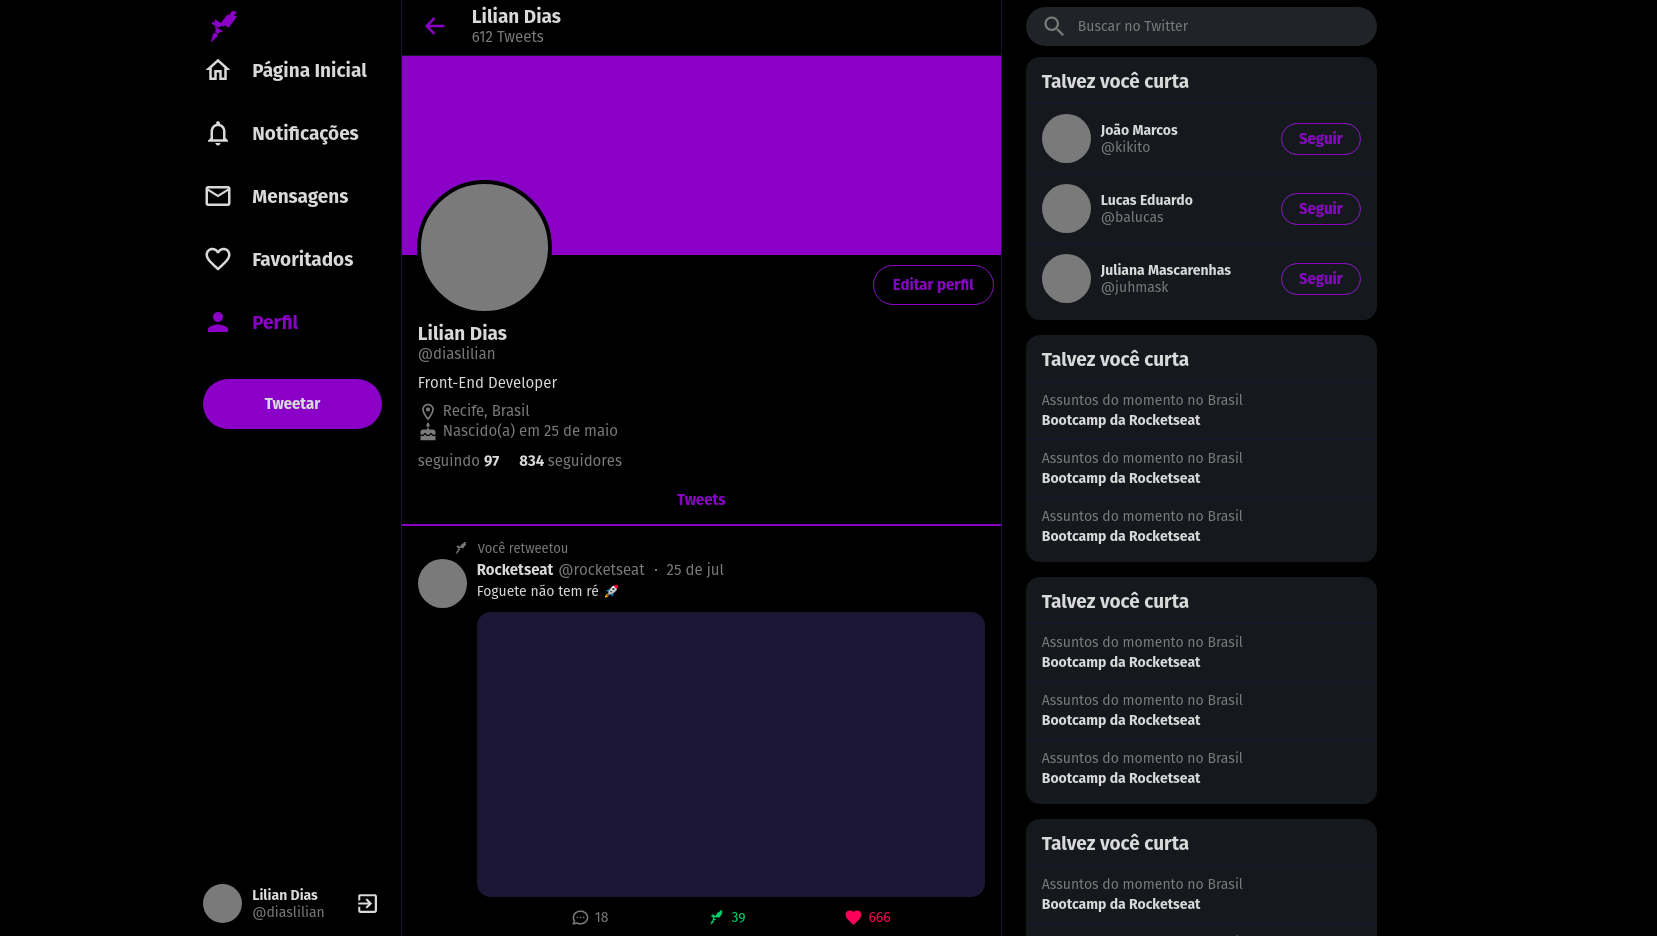 Página Inicial
Notificações
Mensagens
Favoritados
Perfil
Tweetar
Lilian Dias
@diaslilian
Lilian Dias
612 Tweets
Editar perfil
Lilian Dias
@diaslilian
Front-End Developer
Recife, Brasil
Nascido(a) em 25 de maio
seguindo 97 834 seguidores
Tweets
Você retweetou
Rocketseat @rocketseat · 25 de jul
Foguete não tem ré 🚀
18 39 666
Buscar no Twitter
Talvez você curta
João Marcos
@kikito
Seguir
Lucas Eduardo
@balucas
Seguir
Juliana Mascarenhas
@juhmask
Seguir
Talvez você curta
Assuntos do momento no Brasil
Bootcamp da Rocketseat
Assuntos do momento no Brasil
Bootcamp da Rocketseat
Assuntos do momento no Brasil
Bootcamp da Rocketseat
Talvez você curta
Assuntos do momento no Brasil
Bootcamp da Rocketseat
Assuntos do momento no Brasil
Bootcamp da Rocketseat
Assuntos do momento no Brasil
Bootcamp da Rocketseat
Talvez você curta
Assuntos do momento no Brasil
Bootcamp da Rocketseat